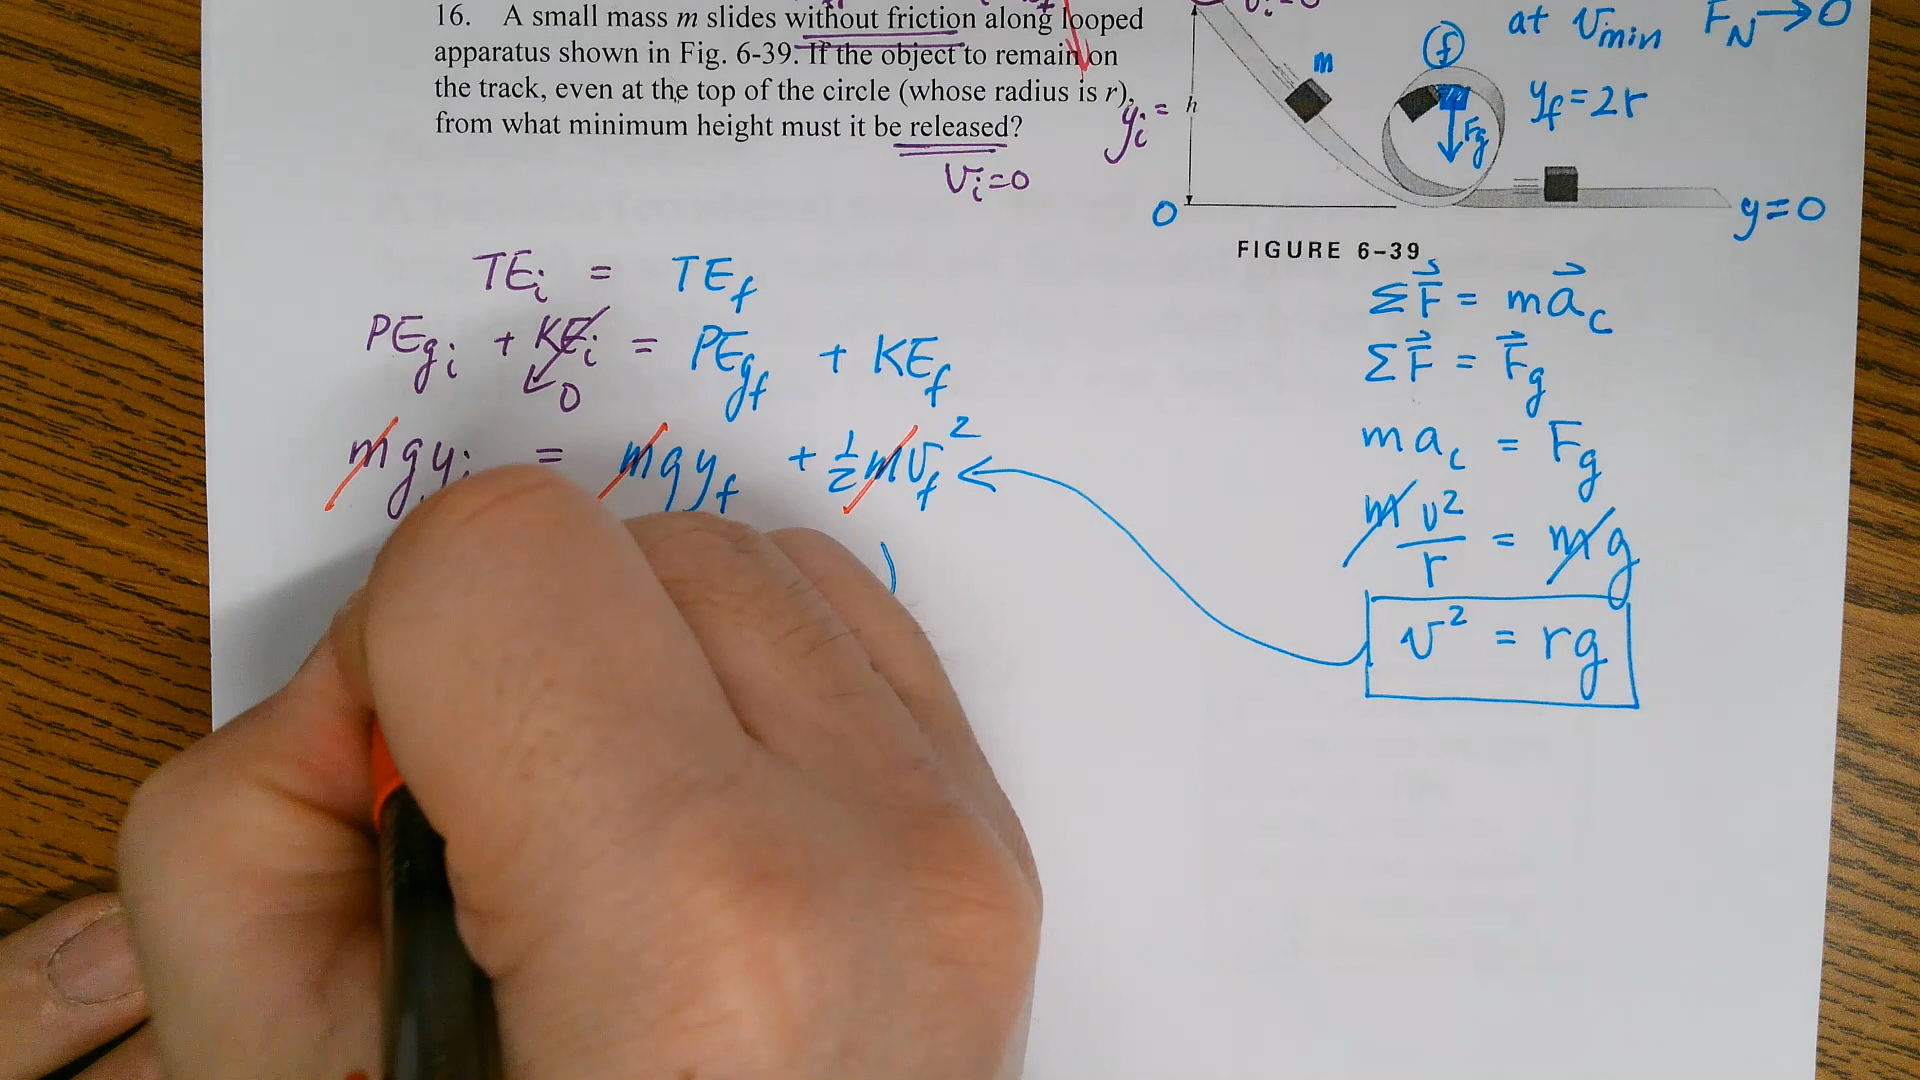 16. A small mass m slides without friction along looped
apparatus shown in Fig. 6-39. If the object to remain on
the track, even at the top of the circle (whose radius is r),
from what minimum height must it be released?
vi=0
yi =
h
0
m
f
Fg
at vmin FN→0
yf=2r
y=0
FIGURE 6-39
TEi = TEf
PEgi + KEi = PEgf + KEf
0
mgyi = mgyf + 1/2 mvf²
ΣF = mac
ΣF = Fg
mac = Fg
m v²/r = mg
v² = rg